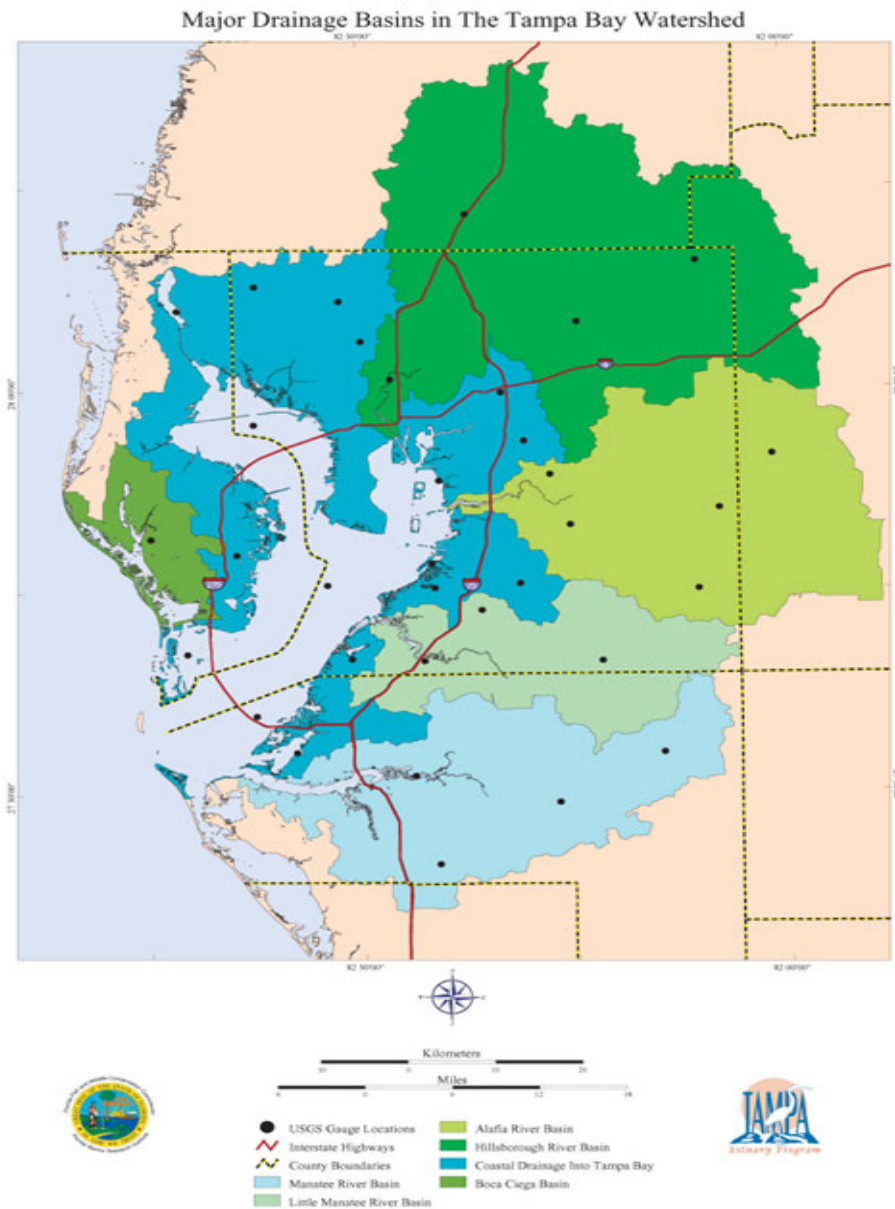 Major Drainage Basins in The Tampa Bay Watershed
82 30'00"
82 00'00"
28 00'00"
27 30'00"
82 30'00"
82 00'00"
Kilometers
10 0 10 20
Miles
6 0 6 12 18
USGS Gauge Locations
Interstate Highways
County Boundaries
Manatee River Basin
Little Manatee River Basin
Alafia River Basin
Hillsborough River Basin
Coastal Drainage Into Tampa Bay
Boca Ciega Basin
TAMPA
BAY
Estuary Program